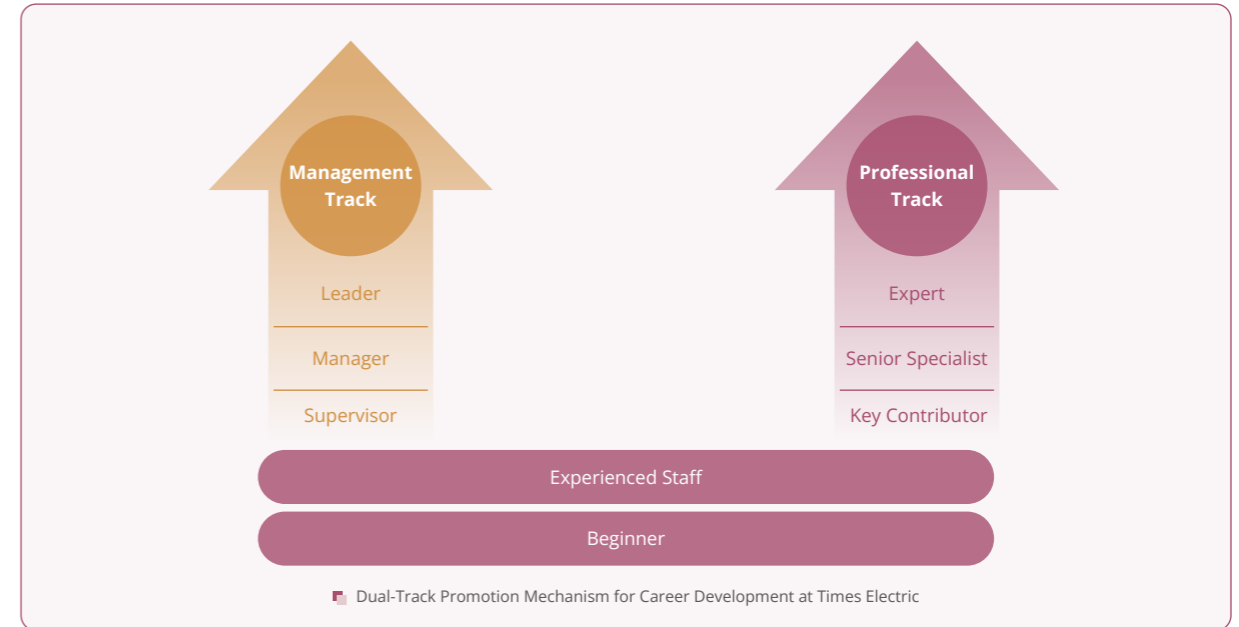 Management
Track
Leader
Manager
Supervisor
Professional
Track
Expert
Senior Specialist
Key Contributor
Experienced Staff
Beginner
Dual-Track Promotion Mechanism for Career Development at Times Electric